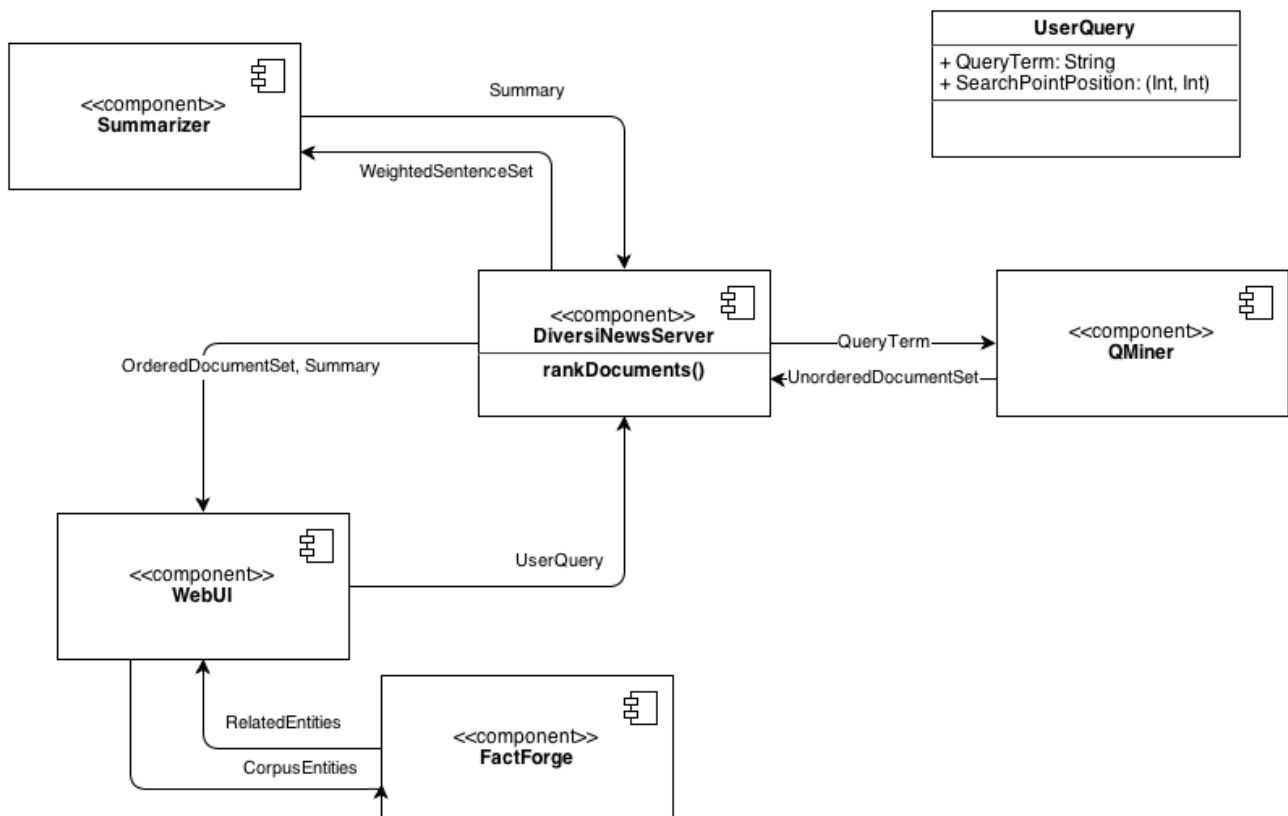 UserQuery
+ QueryTerm: String
+ SearchPointPosition: (Int, Int)
<<component>>
Summarizer
Summary
WeightedSentenceSet
<<component>>
DiversiNewsServer
rankDocuments()
QueryTerm
UnorderedDocumentSet
<<component>>
QMiner
OrderedDocumentSet, Summary
<<component>>
WebUI
UserQuery
RelatedEntities
CorpusEntities
<<component>>
FactForge